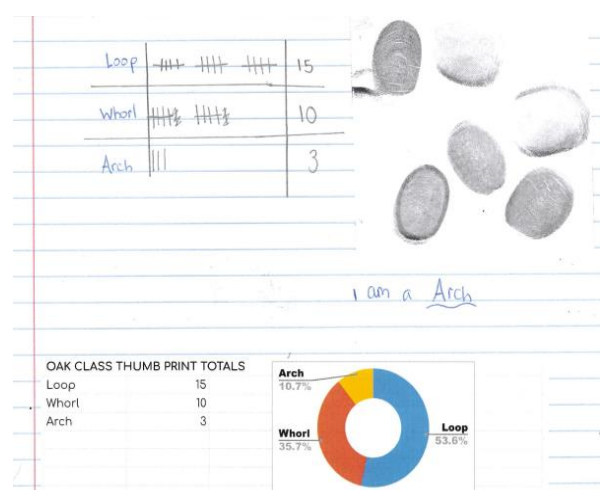 Loop 15
Whorl 10
Arch 3
I am a Arch
OAK CLASS THUMB PRINT TOTALS
Loop 15
Whorl 10
Arch 3
Arch
10.7%
Whorl
35.7%
Loop
53.6%